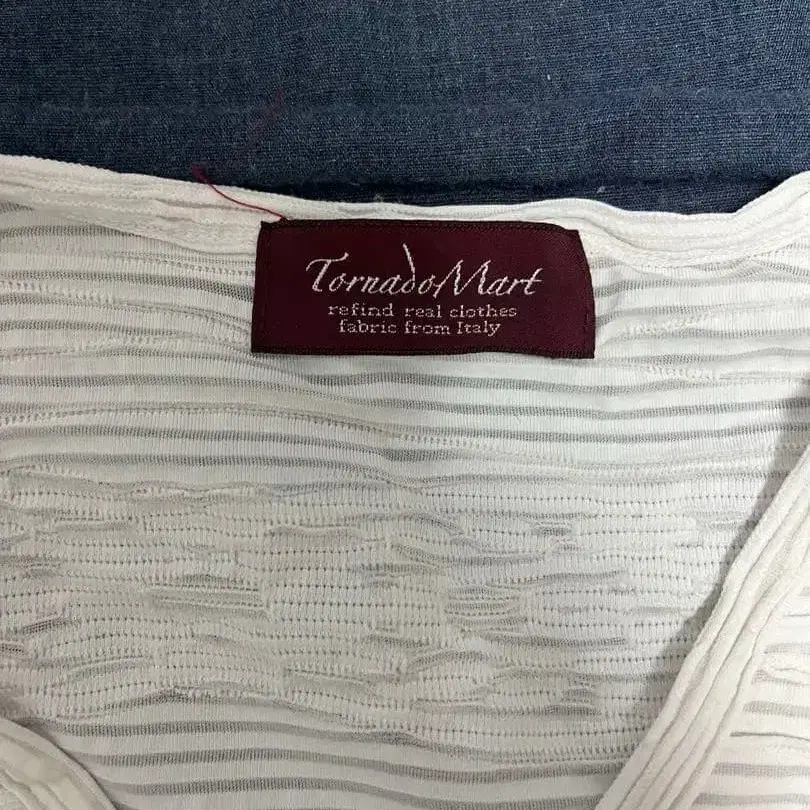 TornadoMart
refind real clothes
fabric from Italy